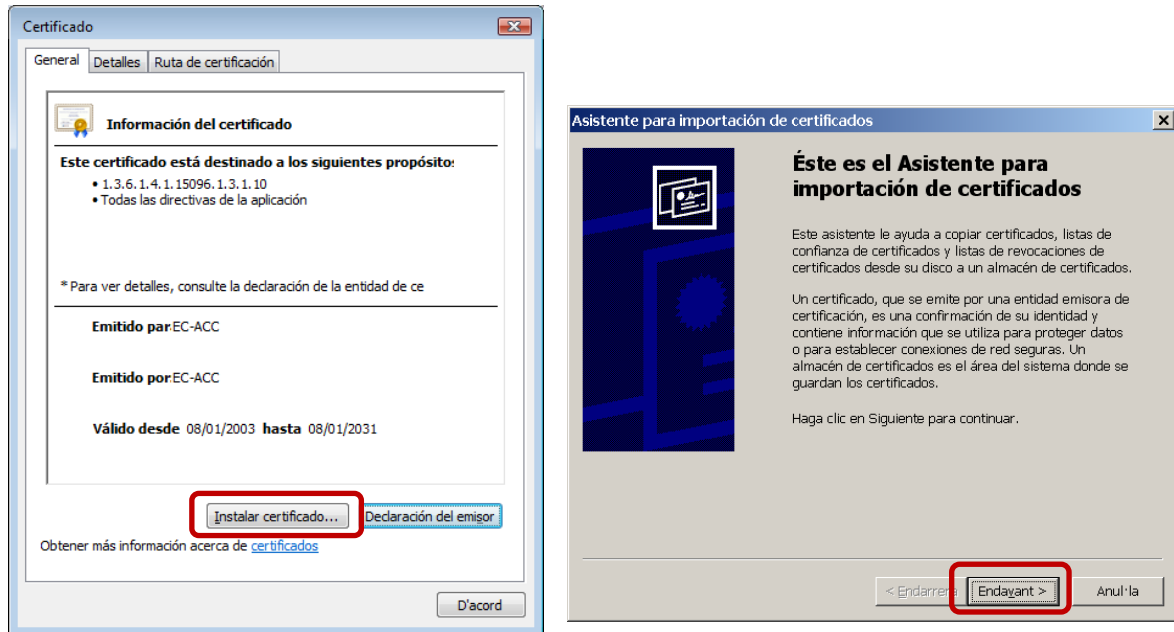 Certificado
General
Detalles
Ruta de certificación
Información del certificado
Este certificado está destinado a los siguientes propósito:
• 1.3.6.1.4.1.15096.1.3.1.10
• Todas las directivas de la aplicación
* Para ver detalles, consulte la declaración de la entidad de ce
Emitido par EC-ACC
Emitido por EC-ACC
Válido desde 08/01/2003 hasta 08/01/2031
Instalar certificado...
Declaración del emisor
Obtener más información acerca de certificados
D'acord
Asistente para importación de certificados
Éste es el Asistente para
importación de certificados
Este asistente le ayuda a copiar certificados, listas de
confianza de certificados y listas de revocaciones de
certificados desde su disco a un almacén de certificados.
Un certificado, que se emite por una entidad emisora de
certificación, es una confirmación de su identidad y
contiene información que se utiliza para proteger datos
o para establecer conexiones de red seguras. Un
almacén de certificados es el área del sistema donde se
guardan los certificados.
Haga clic en Siguiente para continuar.
< Endarrera
Endavant >
Anul·la